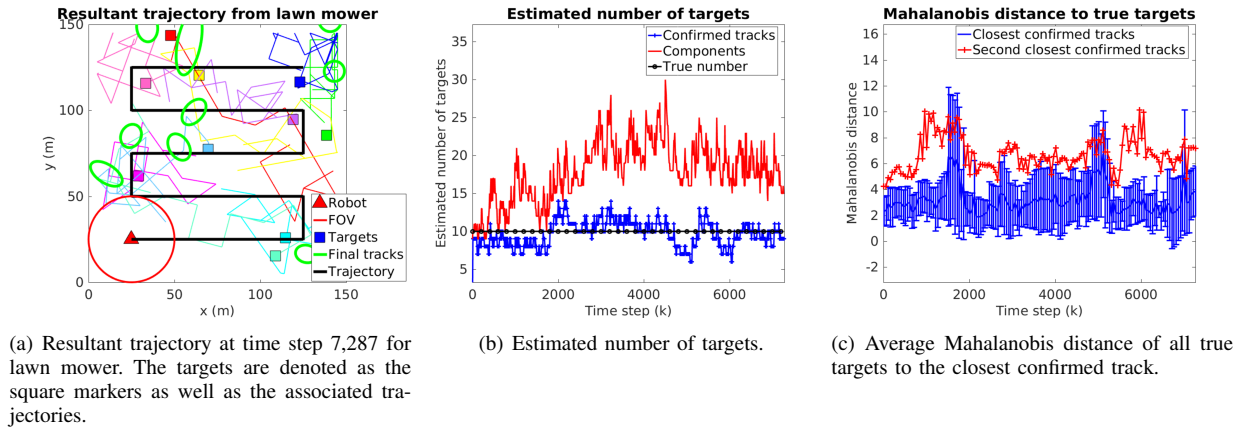 Resultant trajectory from lawn mower
150
100
50
0
y (m)
0
50
100
150
x (m)
Robot
FOV
Targets
Final tracks
Trajectory
(a) Resultant trajectory at time step 7,287 for
lawn mower. The targets are denoted as the
square markers as well as the associated tra-
jectories.
Estimated number of targets
35
30
25
20
15
10
5
Estimated number of targets
0
2000
4000
6000
Time step (k)
Confirmed tracks
Components
True number
(b) Estimated number of targets.
Mahalanobis distance to true targets
16
14
12
10
8
6
4
2
0
-2
Mahalanobis distance
0
2000
4000
6000
Time step (k)
Closest confirmed tracks
Second closest confirmed tracks
(c) Average Mahalanobis distance of all true
targets to the closest confirmed track.